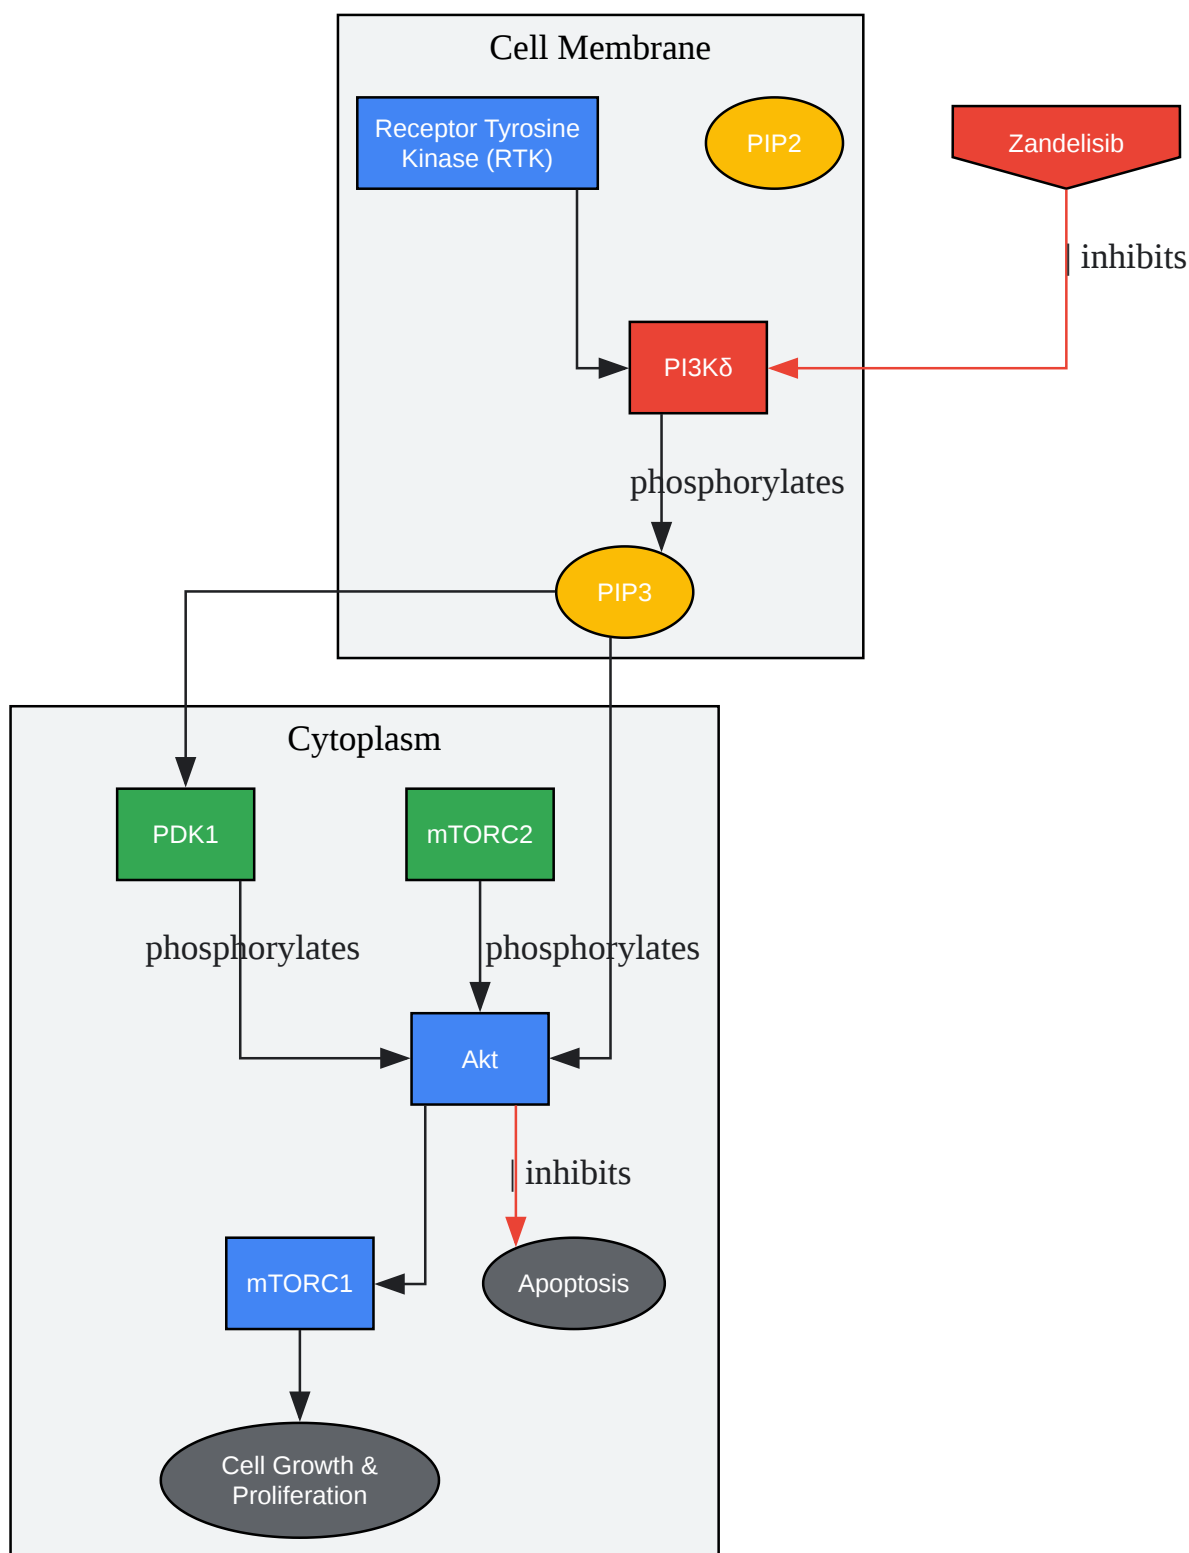 Cell Membrane
Receptor Tyrosine
Kinase (RTK)
PIP2
Zandelisib
| inhibits
PI3Kδ
phosphorylates
PIP3
Cytoplasm
PDK1
mTORC2
phosphorylates
phosphorylates
Akt
| inhibits
mTORC1
Apoptosis
Cell Growth &
Proliferation